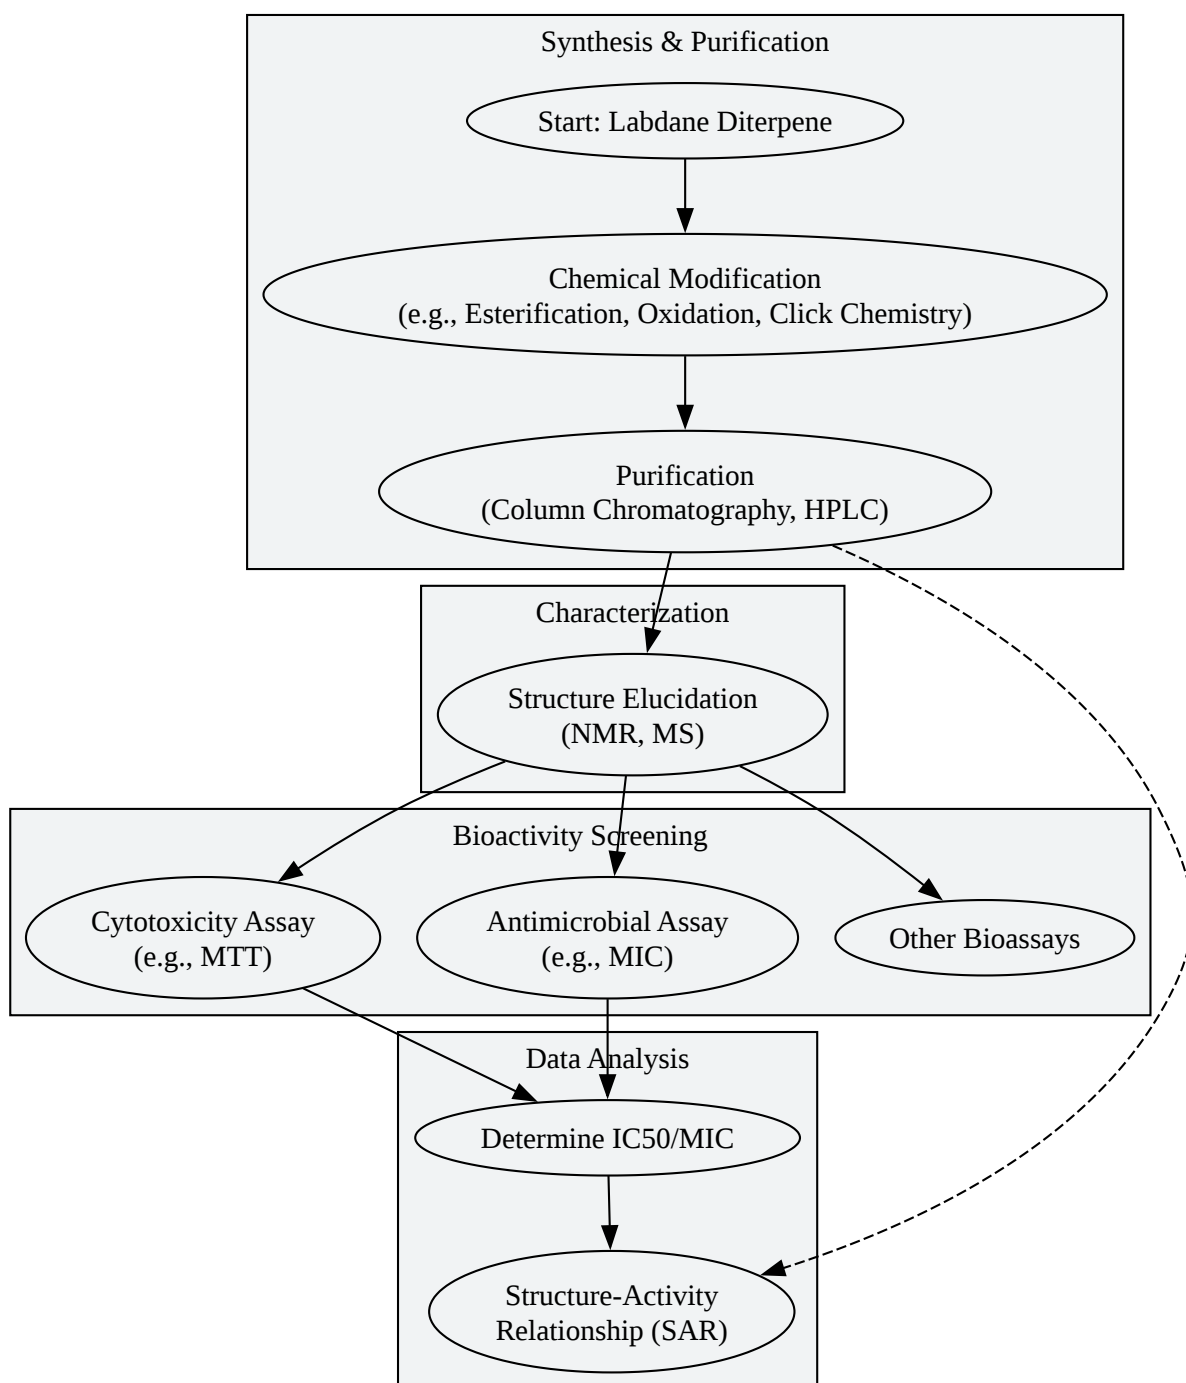 Synthesis & Purification
Start: Labdane Diterpene
Chemical Modification
(e.g., Esterification, Oxidation, Click Chemistry)
Purification
(Column Chromatography, HPLC)
Characterization
Structure Elucidation
(NMR, MS)
Bioactivity Screening
Cytotoxicity Assay
(e.g., MTT)
Antimicrobial Assay
(e.g., MIC)
Other Bioassays
Data Analysis
Determine IC50/MIC
Structure-Activity
Relationship (SAR)